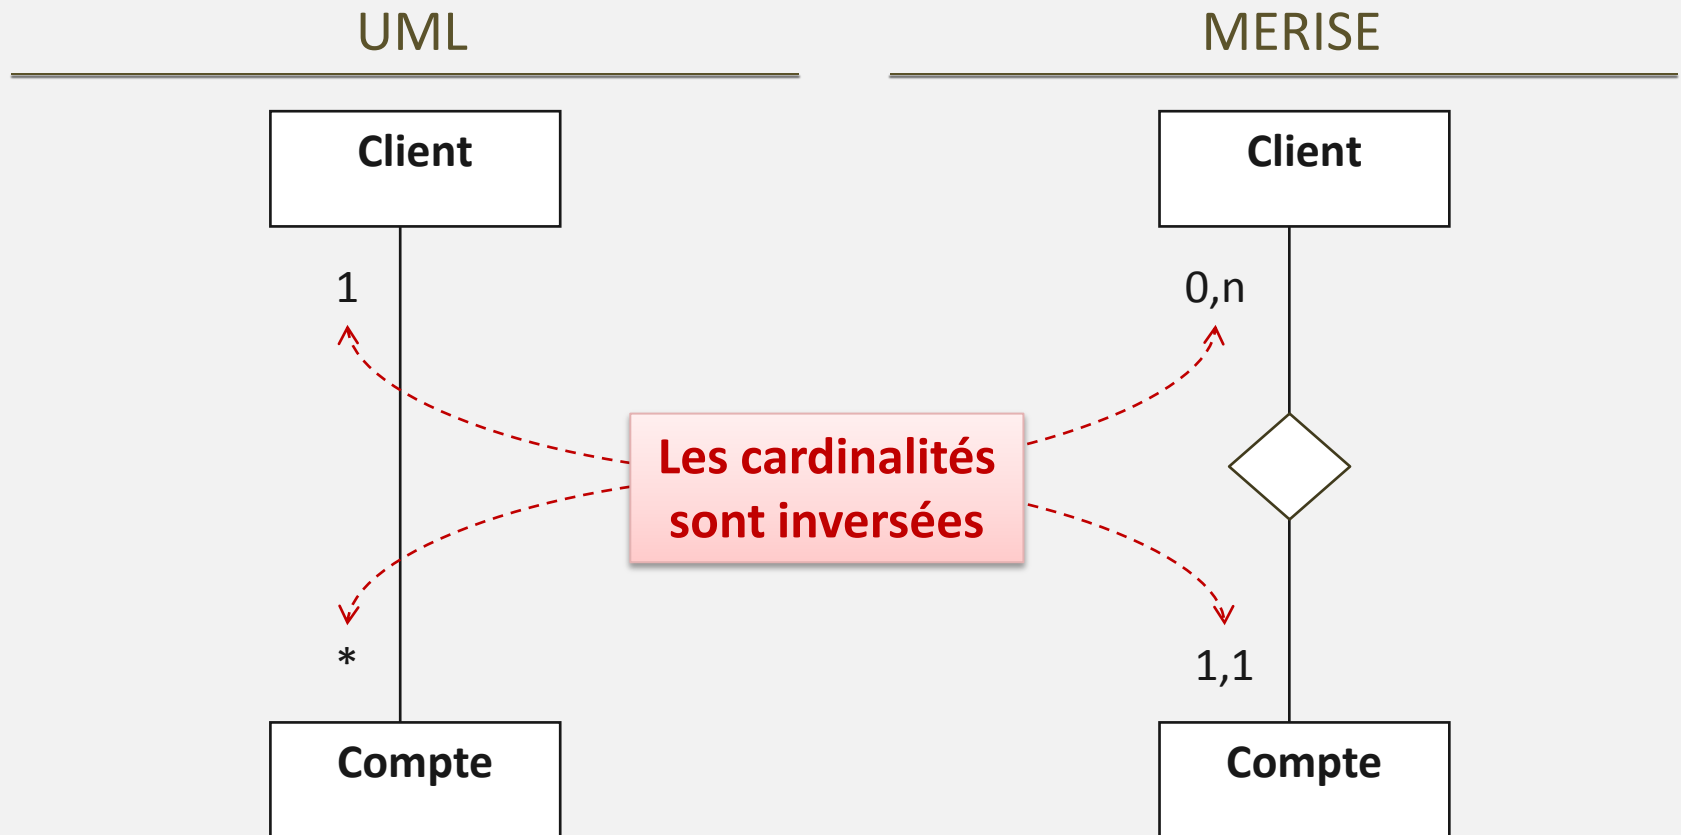 UML
MERISE
Client
Client
1
0,n
Les cardinalités
sont inversées
*
1,1
Compte
Compte